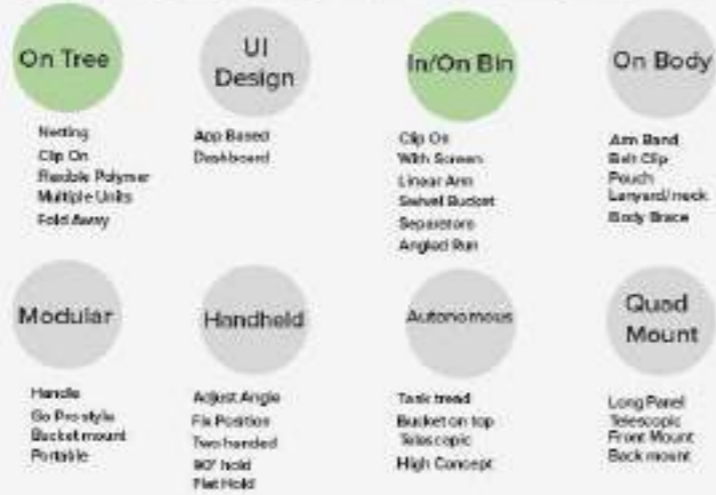 On Tree
Netting
Clip On
Flexible Polymer
Multiple Units
Fold Away
UI
Design
App Based
Dashboard
In/On Bin
Clip On
With Screen
Linear Arm
Swivel Bucket
Separators
Angled Run
On Body
Arm Band
Belt Clip
Pouch
Lanyard/neck
Body Brace
Modular
Handle
Go Pro style
Bucket mount
Portable
Handheld
Adjust Angle
Fix Position
Two handed
90° hold
Flat Hold
Autonomous
Tank tread
Bucket on top
Telescopic
High Concept
Quad
Mount
Long Panel
Telescopic
Front Mount
Back mount